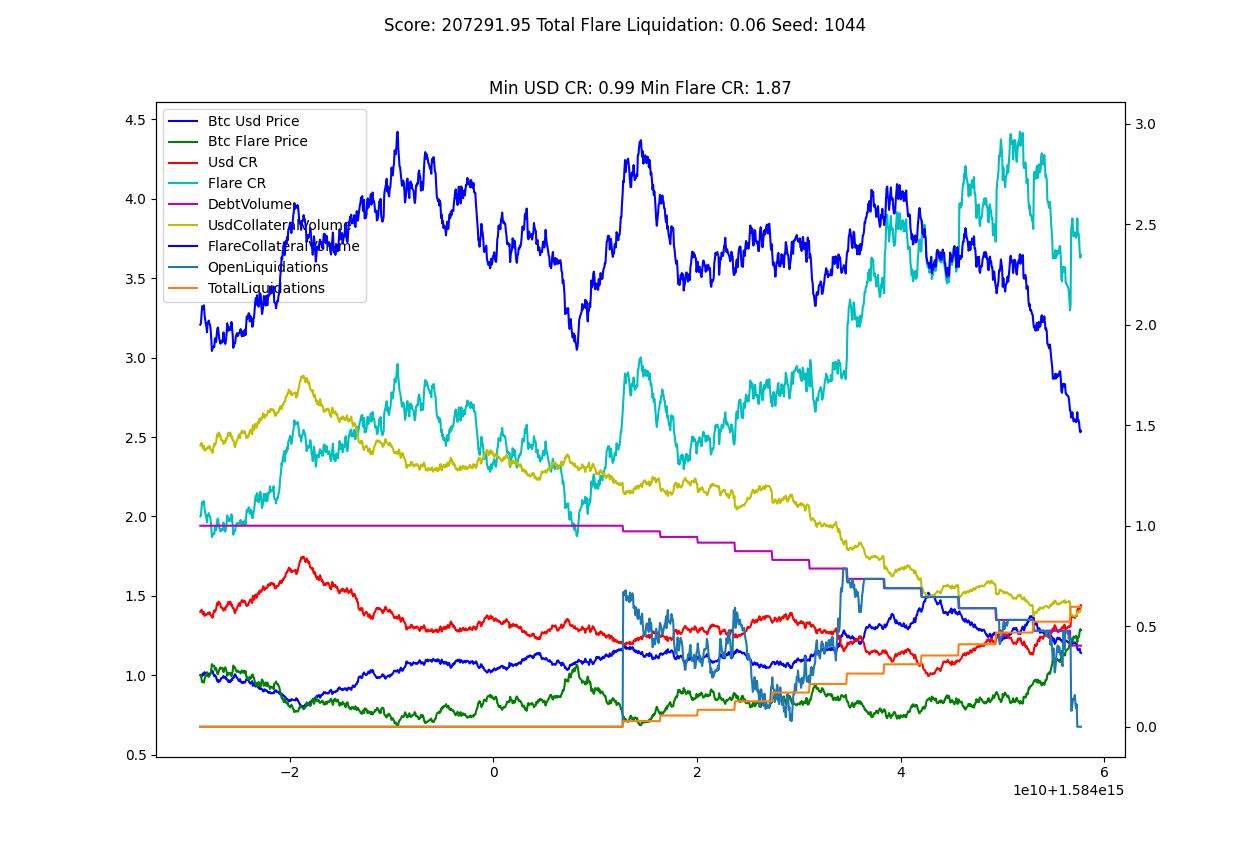 Score: 207291.95 Total Flare Liquidation: 0.06 Seed: 1044
Min USD CR: 0.99 Min Flare CR: 1.87
Btc Usd Price
Btc Flare Price
Usd CR
Flare CR
DebtVolume
UsdCollateralVolume
FlareCollateralVolume
OpenLiquidations
TotalLiquidations
4.5
4.0
3.5
3.0
2.5
2.0
1.5
1.0
0.5
3.0
2.5
2.0
1.5
1.0
0.5
0.0
−2 0 2 4 6
1e10+1.584e15